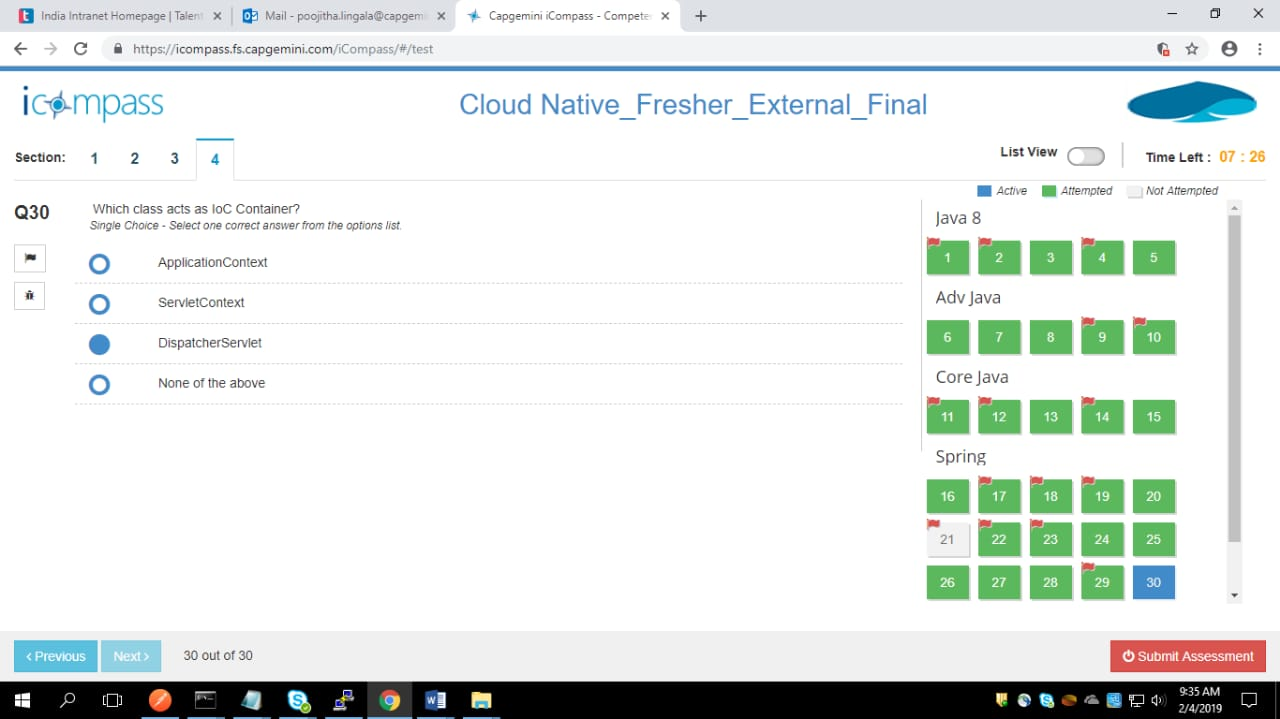 India Intranet Homepage | Talent
Mail - poojitha.lingala@capgemini
Capgemini iCompass - Compete
https://icompass.fs.capgemini.com/iCompass/#/test
icompass
Cloud Native_Fresher_External_Final
Section: 1 2 3 4
List View
Time Left : 07 : 26
Active Attempted Not Attempted
Q30
Which class acts as IoC Container?
Single Choice - Select one correct answer from the options list.
ApplicationContext
ServletContext
DispatcherServlet
None of the above
Java 8
1 2 3 4 5
Adv Java
6 7 8 9 10
Core Java
11 12 13 14 15
Spring
16 17 18 19 20
21 22 23 24 25
26 27 28 29 30
‹ Previous
Next ›
30 out of 30
Submit Assessment
9:35 AM
2/4/2019